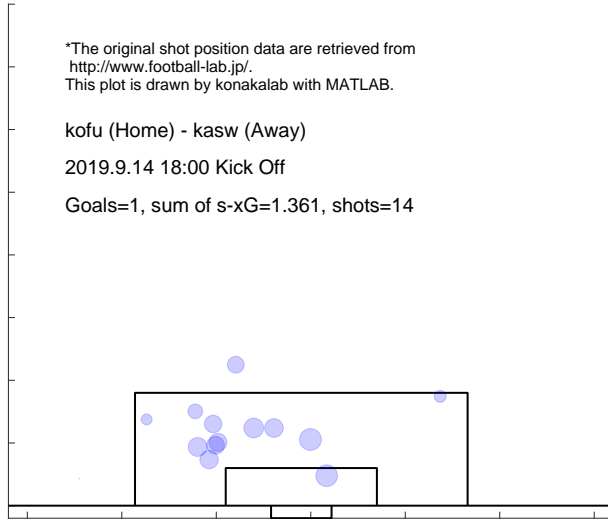 *The original shot position data are retrieved from
http://www.football-lab.jp/.
This plot is drawn by konakalab with MATLAB.
kofu (Home) - kasw (Away)
2019.9.14 18:00 Kick Off
Goals=1, sum of s-xG=1.361, shots=14